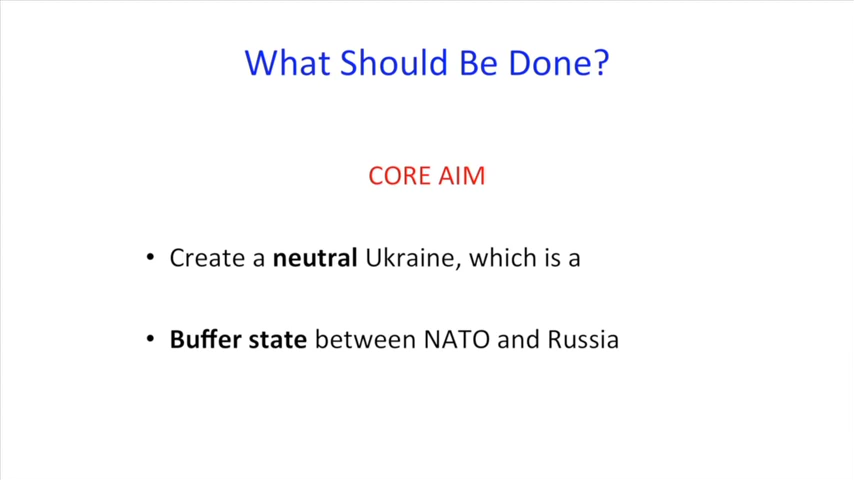 What Should Be Done?
CORE AIM
• Create a neutral Ukraine, which is a
• Buffer state between NATO and Russia